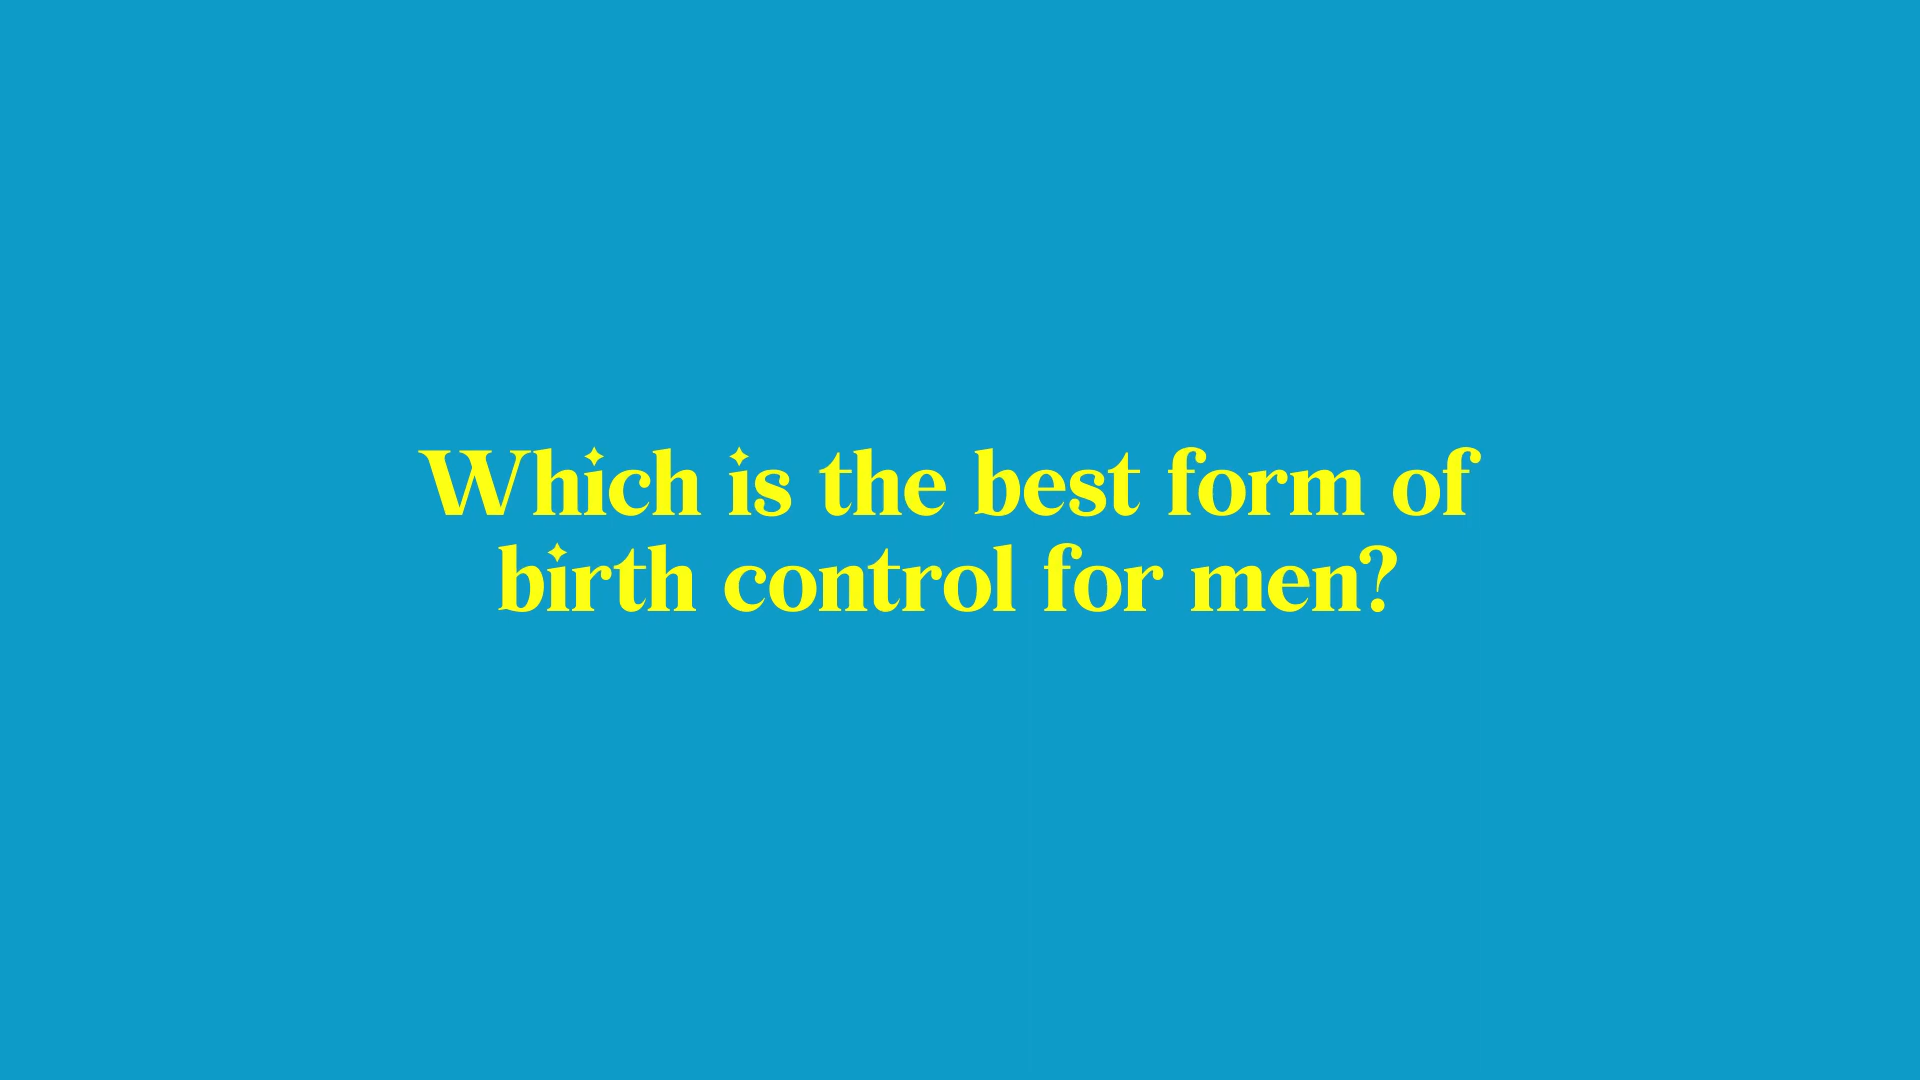 Which is the best form of
birth control for men?